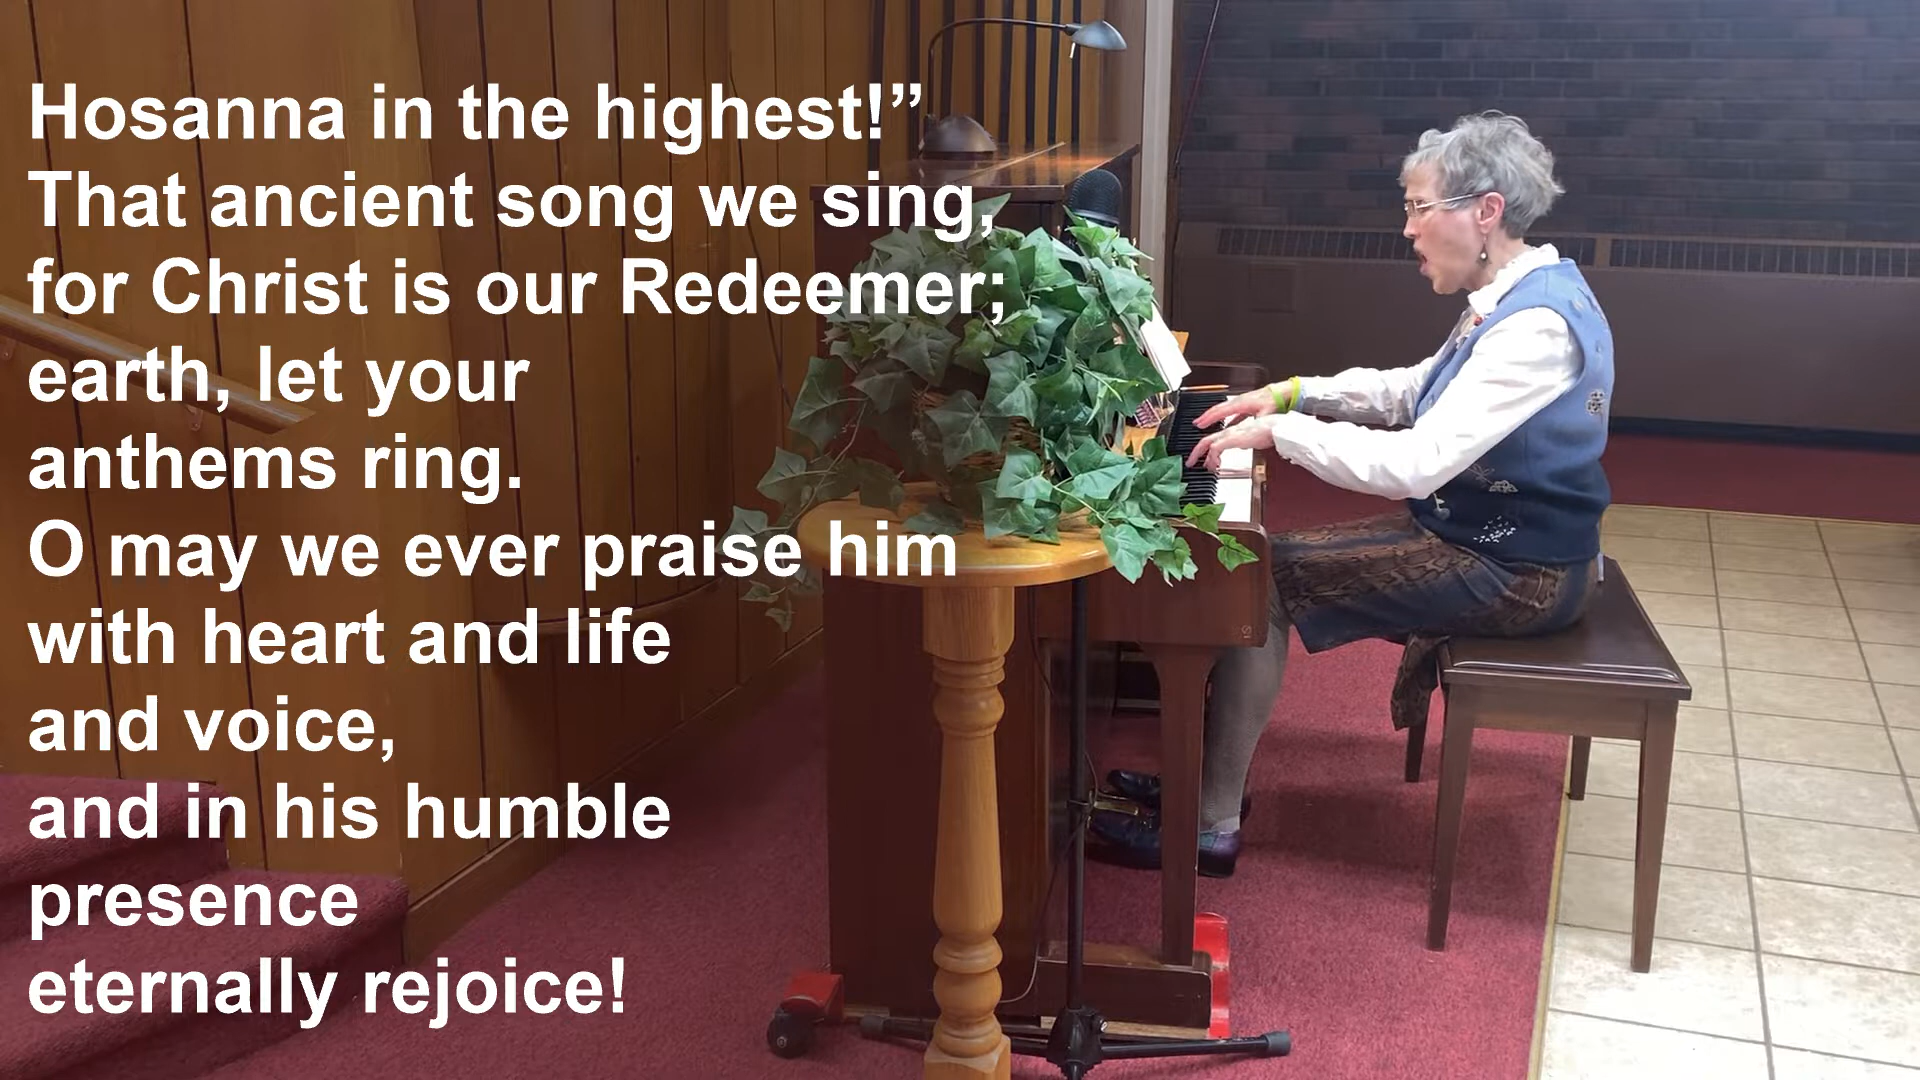 Hosanna in the highest!”
That ancient song we sing,
for Christ is our Redeemer;
earth, let your
anthems ring.
O may we ever praise him
with heart and life
and voice,
and in his humble
presence
eternally rejoice!